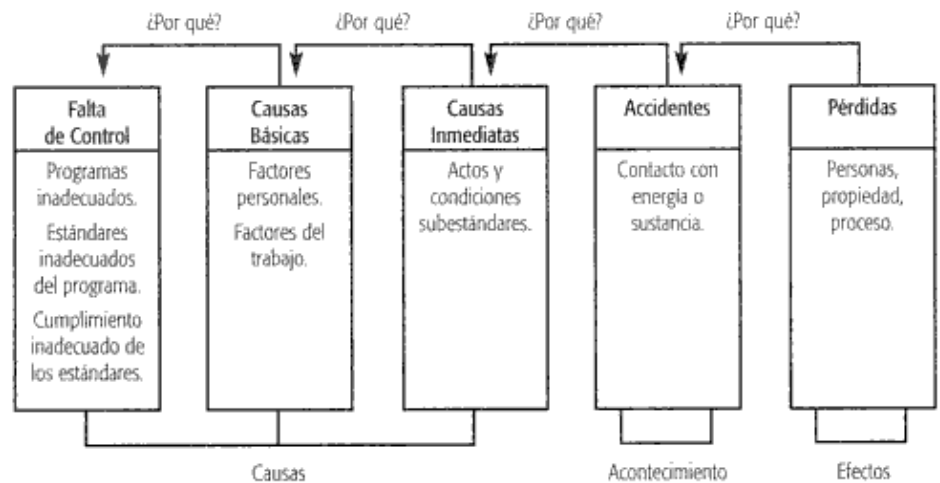 ¿Por qué?
¿Por qué?
¿Por qué?
¿Por qué?
Falta
de Control
Programas
inadecuados.
Estándares
inadecuados
del programa.
Cumplimiento
inadecuado de
los estándares.
Causas
Básicas
Factores
personales.
Factores del
trabajo.
Causas
Inmediatas
Actos y
condiciones
subestándares.
Accidentes
Contacto con
energía o
sustancia.
Pérdidas
Personas,
propiedad,
proceso.
Causas
Acontecimiento
Efectos